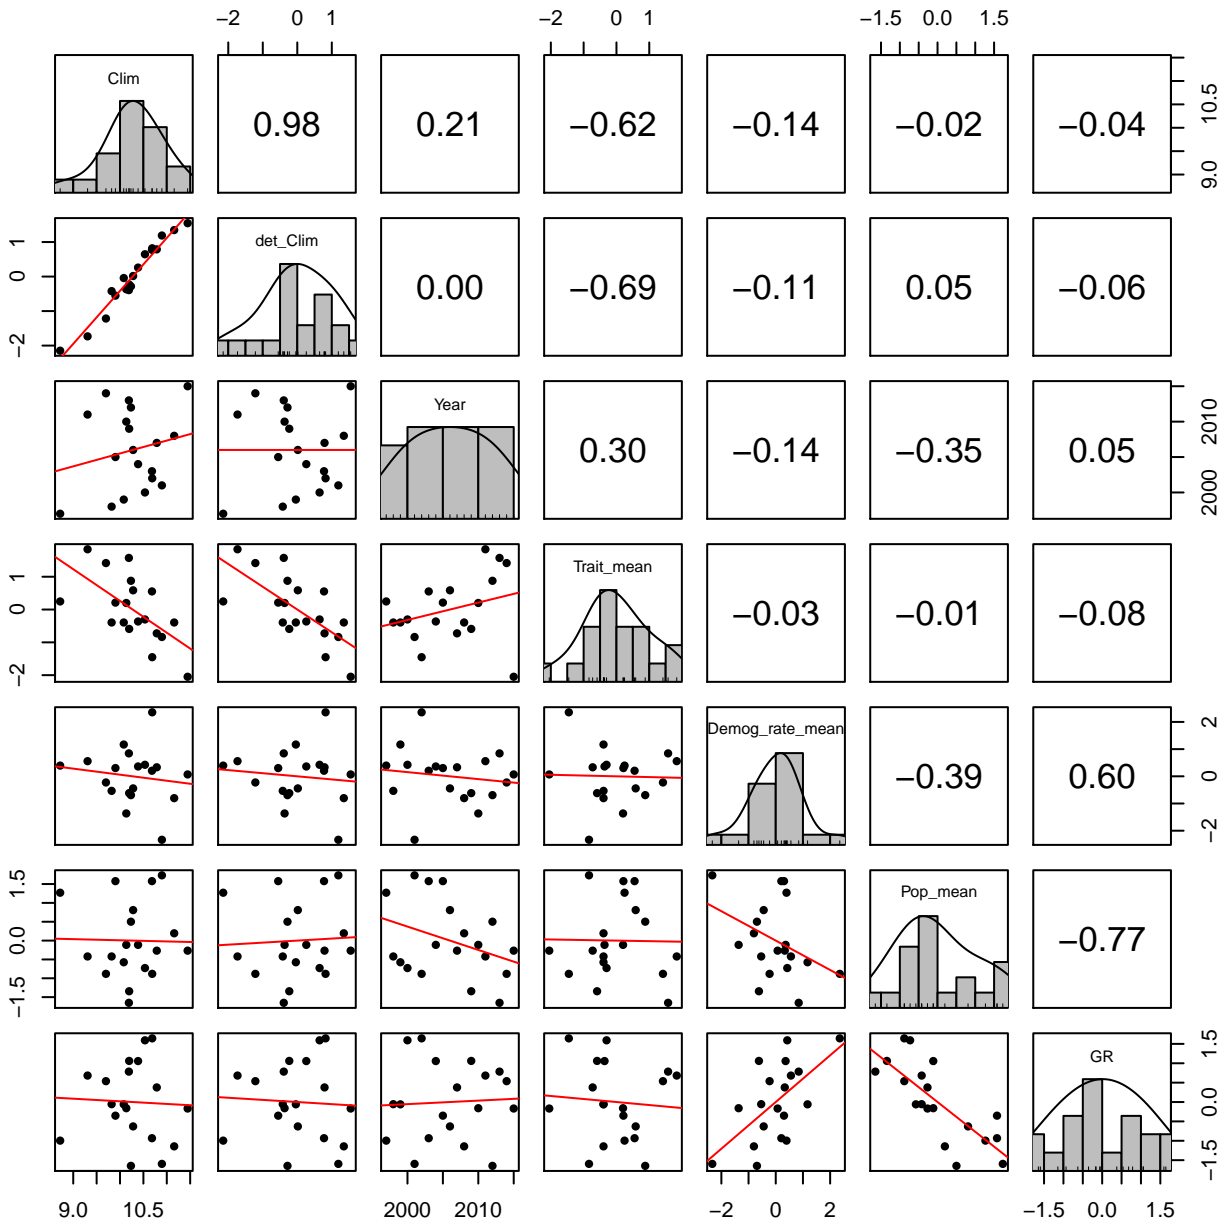 −2 0 1 −2 0 1 −1.5 0.0 1.5
Clim 0.98 0.21 −0.62 −0.14 −0.02 −0.04 9.0 10.5
−2 0 1 det_Clim 0.00 −0.69 −0.11 0.05 −0.06
Year 0.30 −0.14 −0.35 0.05 2000 2010
−2 0 1 Trait_mean −0.03 −0.01 −0.08
Demog_rate_mean −0.39 0.60 −2 0 2
−1.5 0.0 1.5 Pop_mean −0.77
GR −1.5 0.0 1.5
9.0 10.5 2000 2010 −2 0 2 −1.5 0.0 1.5